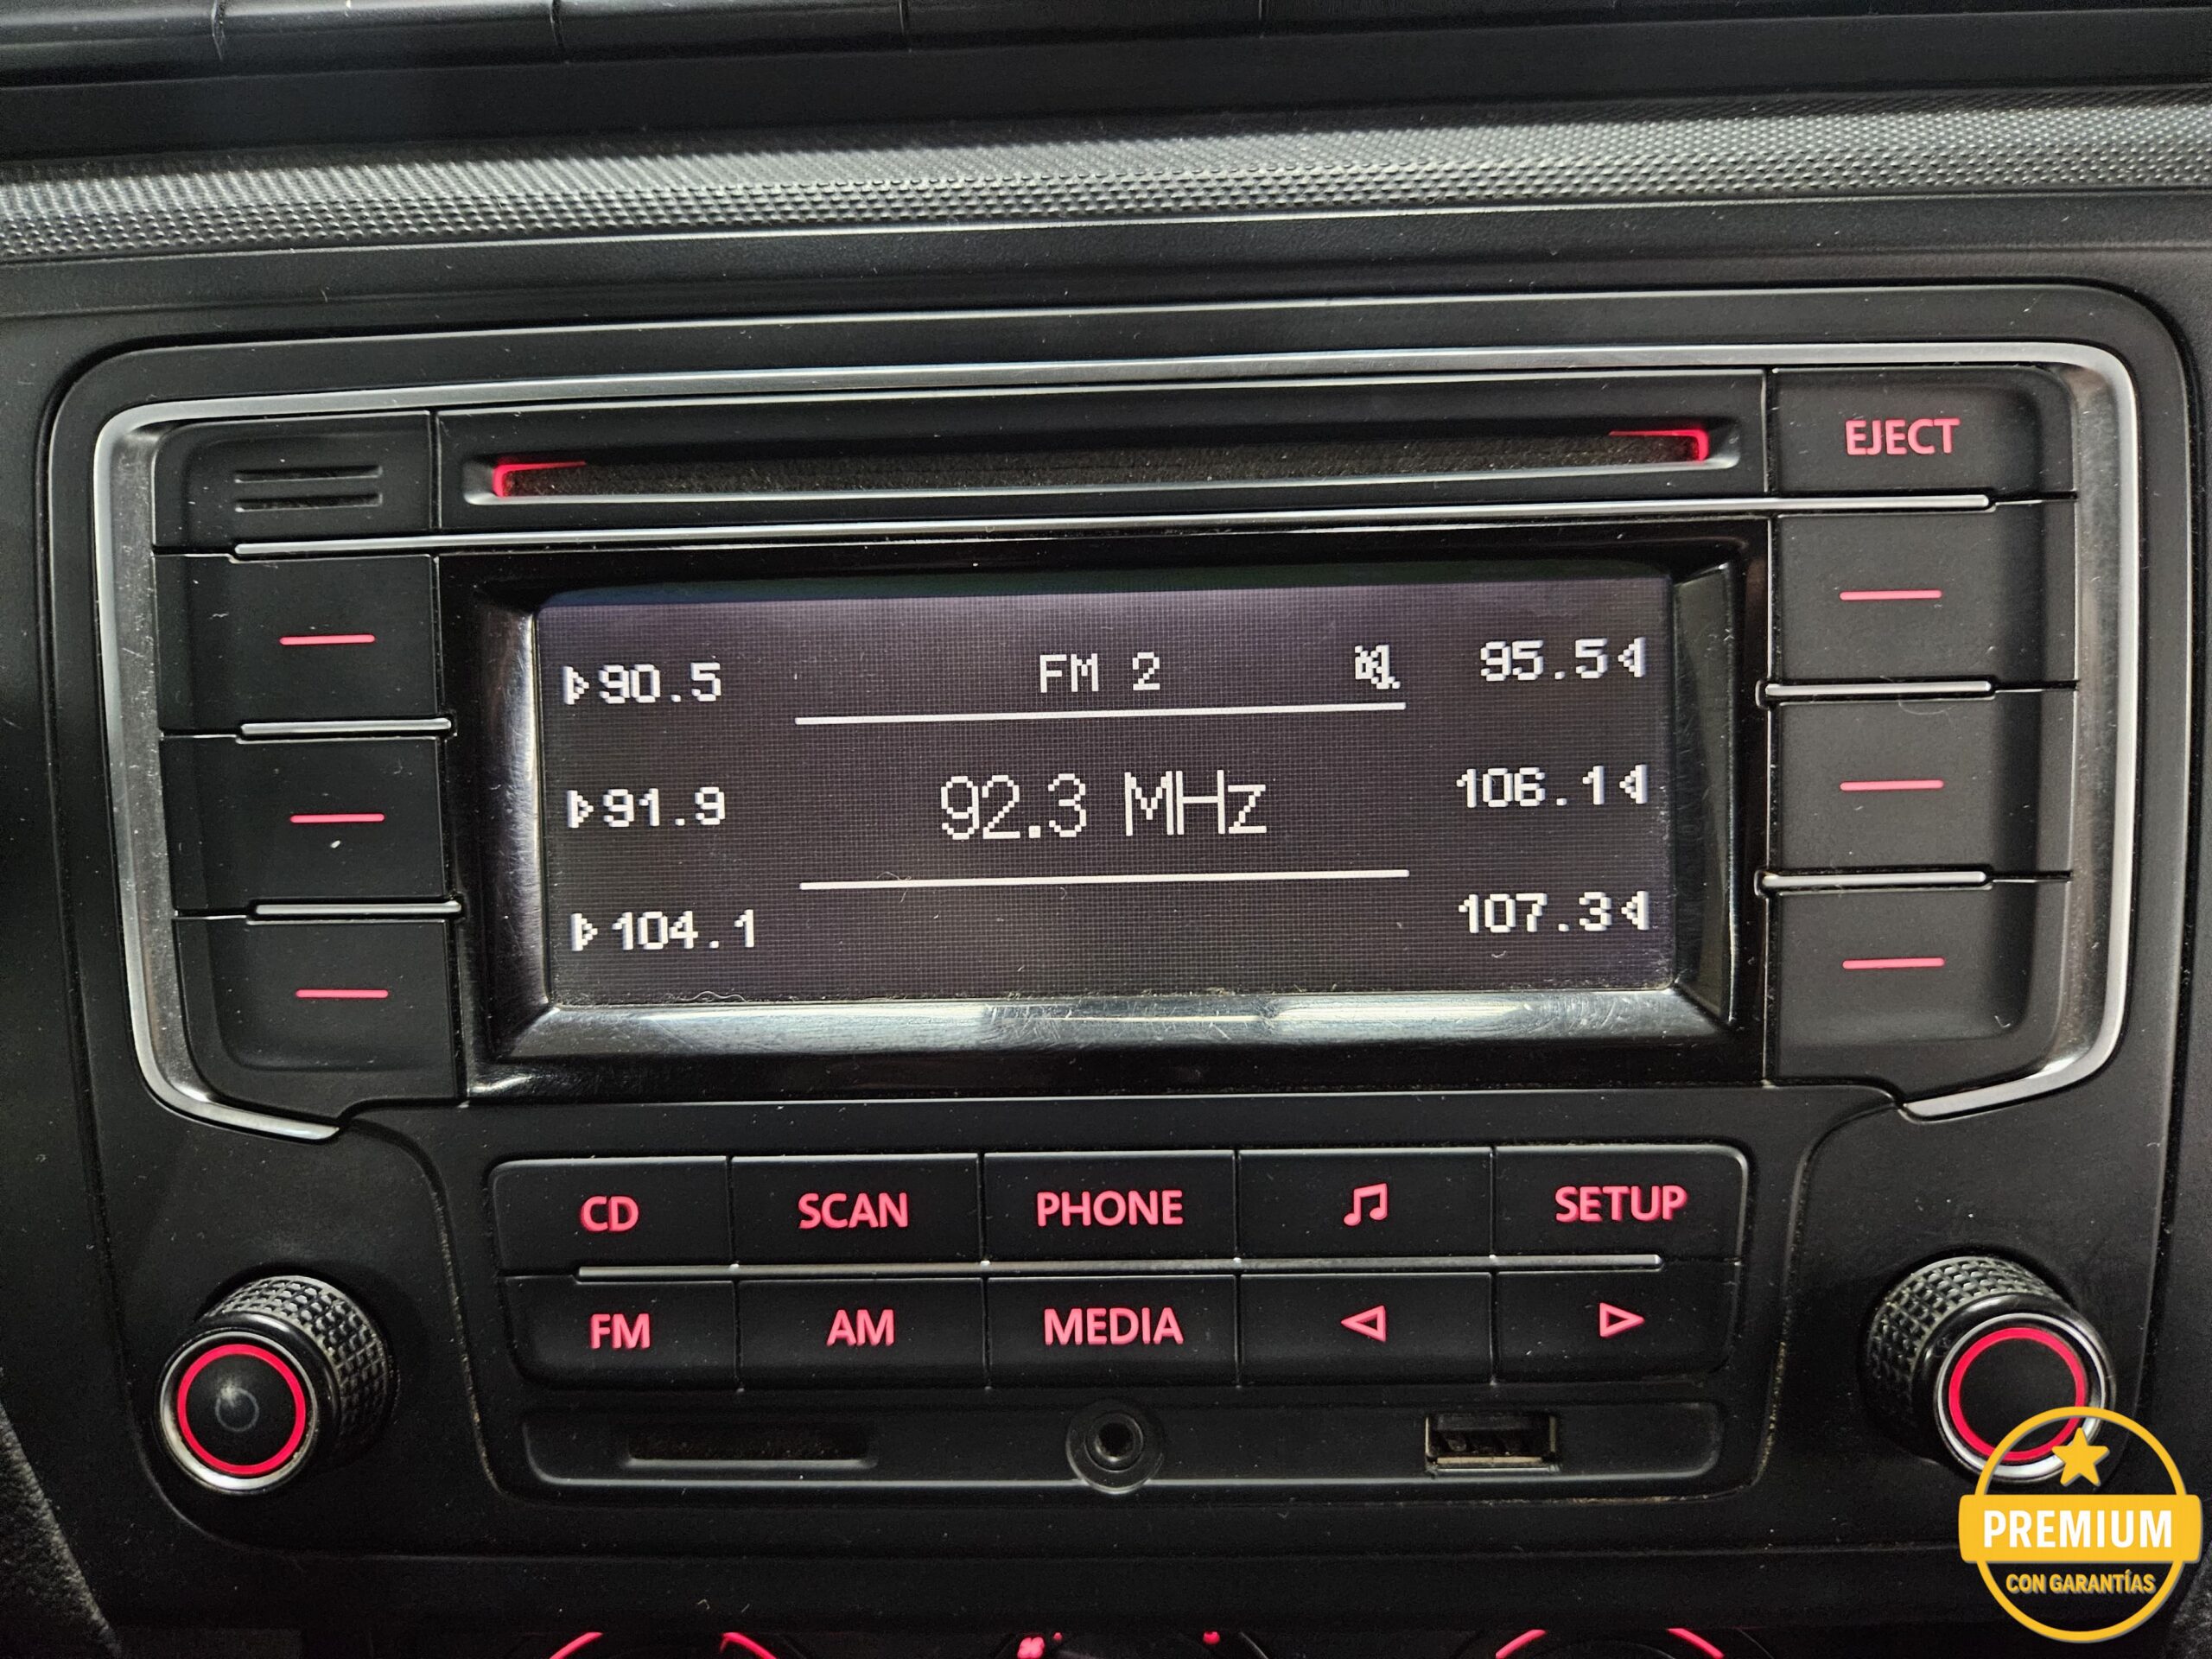 EJECT
90.5 FM 2 95.5
91.9 92.3 MHz 106.1
104.1 107.3
CD SCAN PHONE SETUP
FM AM MEDIA
PREMIUM
CON GARANTÍAS